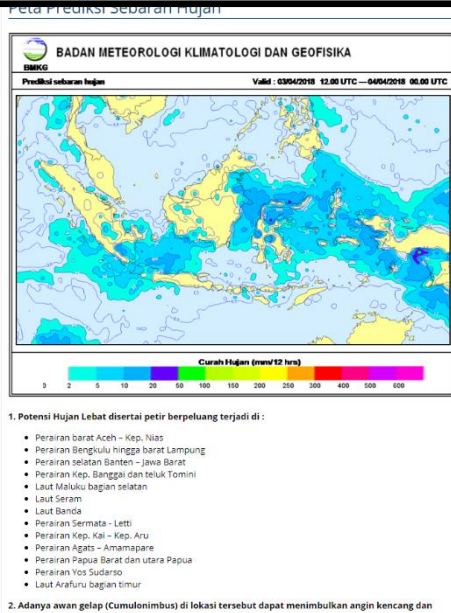 Peta Prediksi Sebaran Hujan
BADAN METEOROLOGI KLIMATOLOGI DAN GEOFISIKA
BMKG
Prediksi sebaran hujan Valid : 03/04/2018 12.00 UTC — 04/04/2018 00.00 UTC
Curah Hujan (mm/12 hrs)
0 2 5 10 20 50 100 150 200 250 300 400 500 600
1. Potensi Hujan Lebat disertai petir berpeluang terjadi di :
Perairan barat Aceh – Kep. Nias
Perairan Bengkulu hingga barat Lampung
Perairan selatan Banten – Jawa Barat
Perairan Kep. Banggai dan teluk Tomini
Laut Maluku bagian selatan
Laut Seram
Laut Banda
Perairan Sermata - Letti
Perairan Kep. Kai – Kep. Aru
Perairan Agats – Amamapare
Perairan Papua Barat dan utara Papua
Perairan Yos Sudarso
Laut Arafuru bagian timur
2. Adanya awan gelap (Cumulonimbus) di lokasi tersebut dapat menimbulkan angin kencang dan